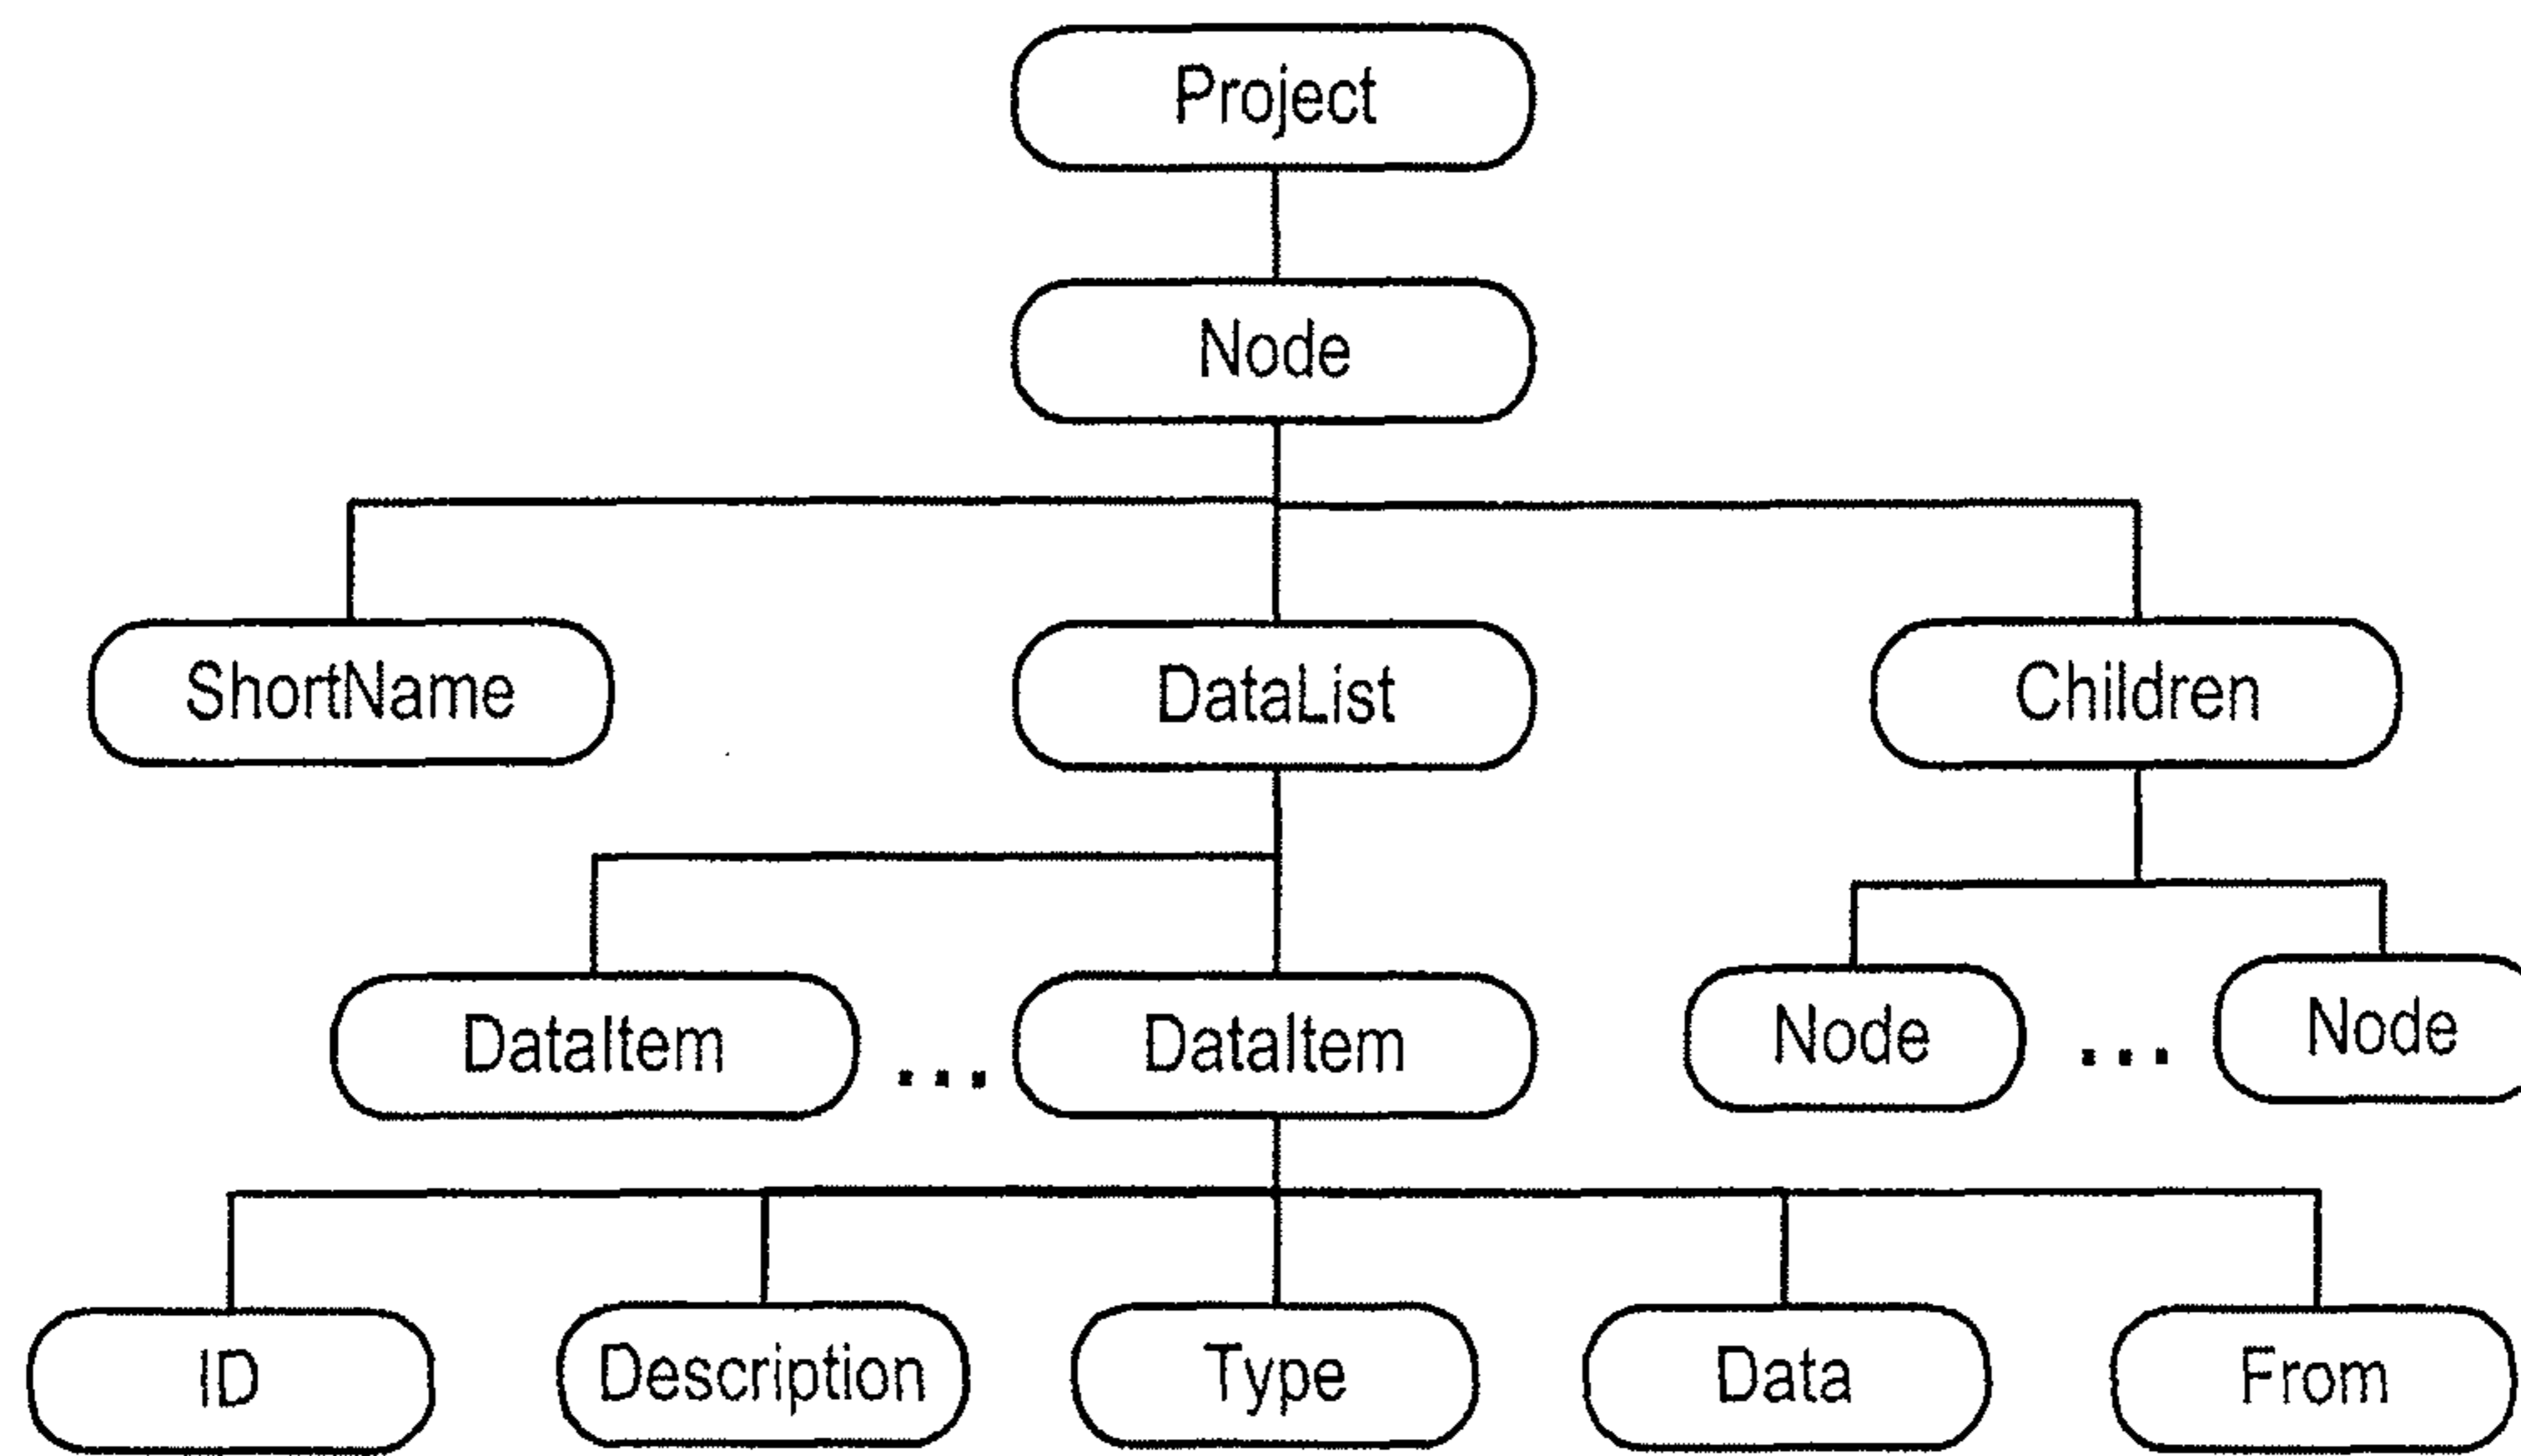 Project
Node
ShortName
DataList
Children
DataItem
...
DataItem
Node
...
Node
ID
Description
Type
Data
From